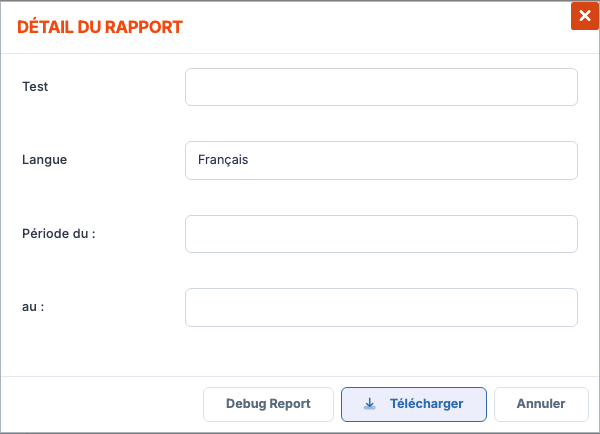 DÉTAIL DU RAPPORT
Test
Langue
Français
Période du :
au :
Debug Report
Télécharger
Annuler